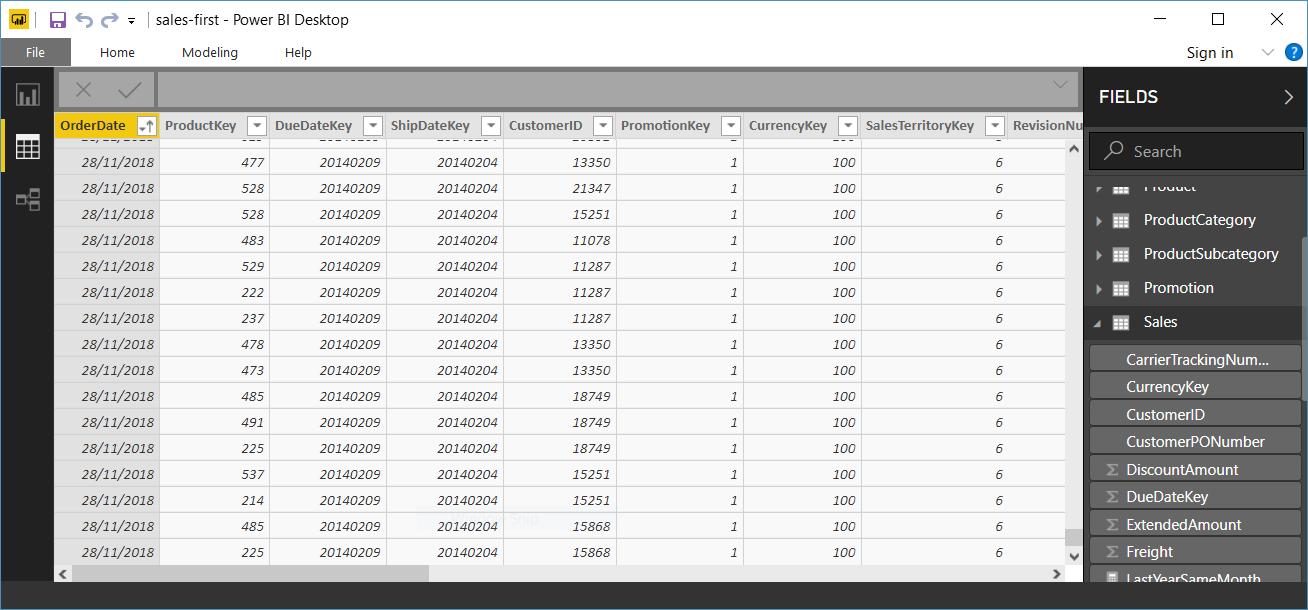 sales-first - Power BI Desktop
File Home Modeling Help Sign in ?
FIELDS
Search
OrderDate ProductKey DueDateKey ShipDateKey CustomerID PromotionKey CurrencyKey SalesTerritoryKey RevisionNu
28/11/2018 477 20140209 20140204 13350 1 100 6
28/11/2018 528 20140209 20140204 21347 1 100 6
28/11/2018 528 20140209 20140204 15251 1 100 6
28/11/2018 483 20140209 20140204 11078 1 100 6
28/11/2018 529 20140209 20140204 11287 1 100 6
28/11/2018 222 20140209 20140204 11287 1 100 6
28/11/2018 237 20140209 20140204 11287 1 100 6
28/11/2018 478 20140209 20140204 13350 1 100 6
28/11/2018 473 20140209 20140204 13350 1 100 6
28/11/2018 485 20140209 20140204 18749 1 100 6
28/11/2018 491 20140209 20140204 18749 1 100 6
28/11/2018 225 20140209 20140204 18749 1 100 6
28/11/2018 537 20140209 20140204 15251 1 100 6
28/11/2018 214 20140209 20140204 15251 1 100 6
28/11/2018 485 20140209 20140204 15868 1 100 6
28/11/2018 225 20140209 20140204 15868 1 100 6
Product
ProductCategory
ProductSubcategory
Promotion
Sales
CarrierTrackingNum...
CurrencyKey
CustomerID
CustomerPONumber
Σ DiscountAmount
Σ DueDateKey
Σ ExtendedAmount
Σ Freight
LastYearSameMonth